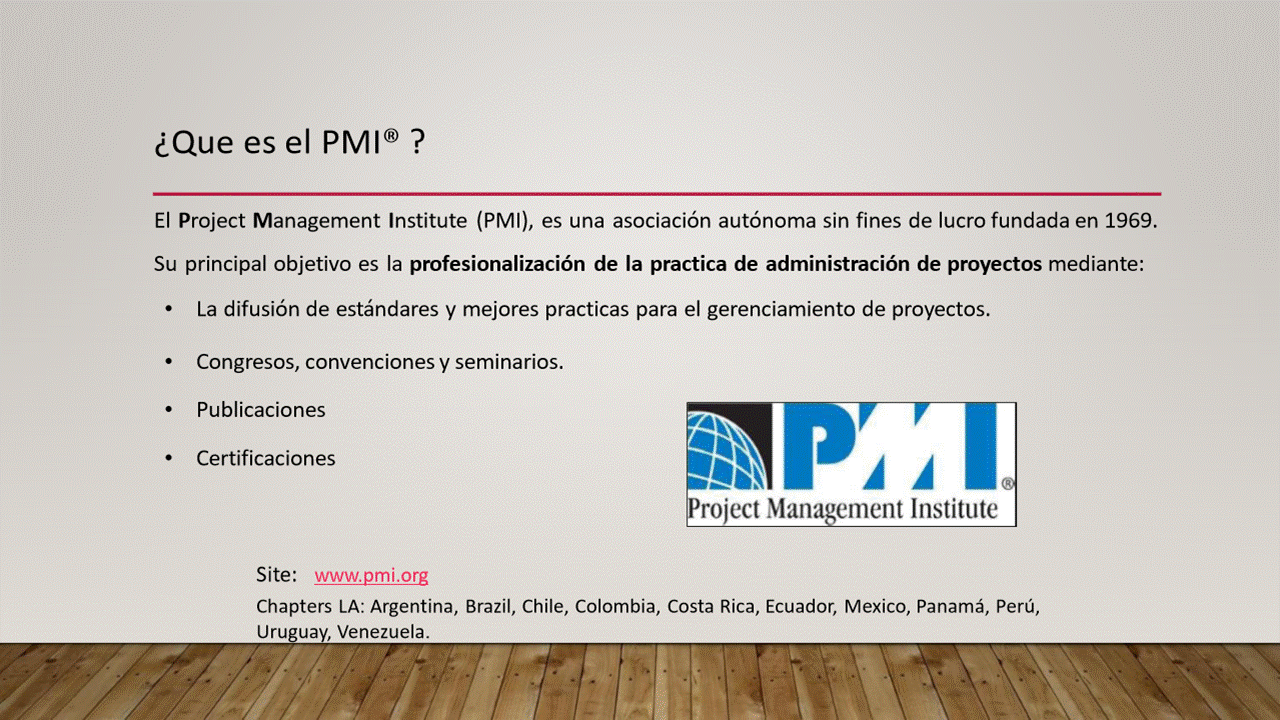 ¿Que es el PMI® ?
El Project Management Institute (PMI), es una asociación autónoma sin fines de lucro fundada en 1969.
Su principal objetivo es la profesionalización de la practica de administración de proyectos mediante:
• La difusión de estándares y mejores practicas para el gerenciamiento de proyectos.
• Congresos, convenciones y seminarios.
• Publicaciones
• Certificaciones
PMI®
Project Management Institute
Site: www.pmi.org
Chapters LA: Argentina, Brazil, Chile, Colombia, Costa Rica, Ecuador, Mexico, Panamá, Perú,
Uruguay, Venezuela.